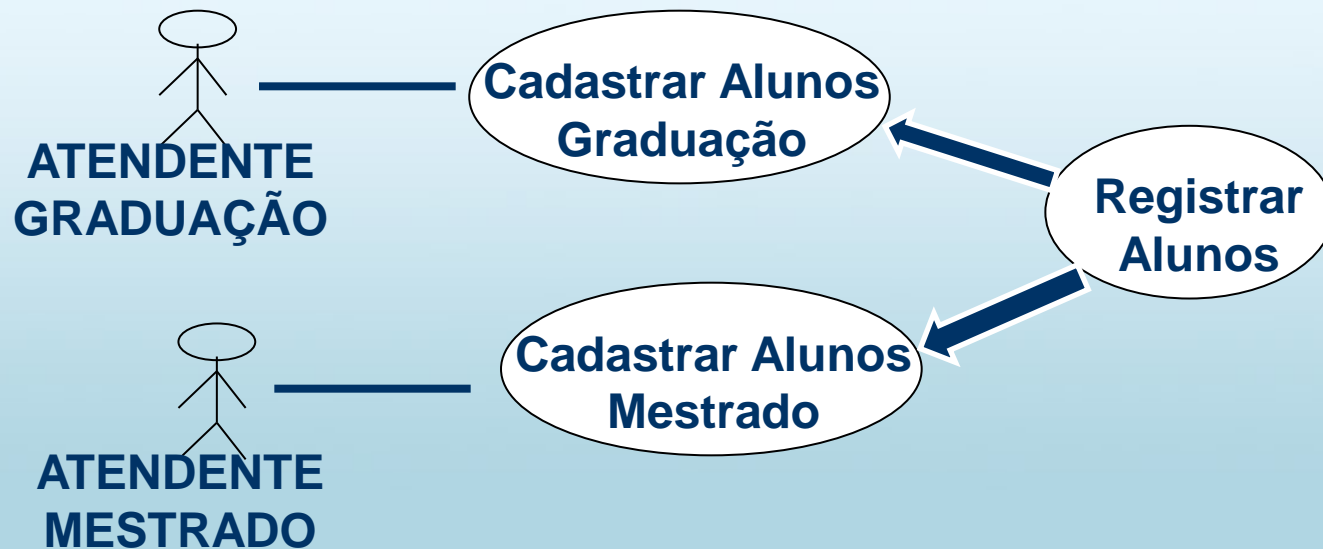 Cadastrar Alunos
Graduação
ATENDENTE
GRADUAÇÃO
Registrar
Alunos
Cadastrar Alunos
Mestrado
ATENDENTE
MESTRADO